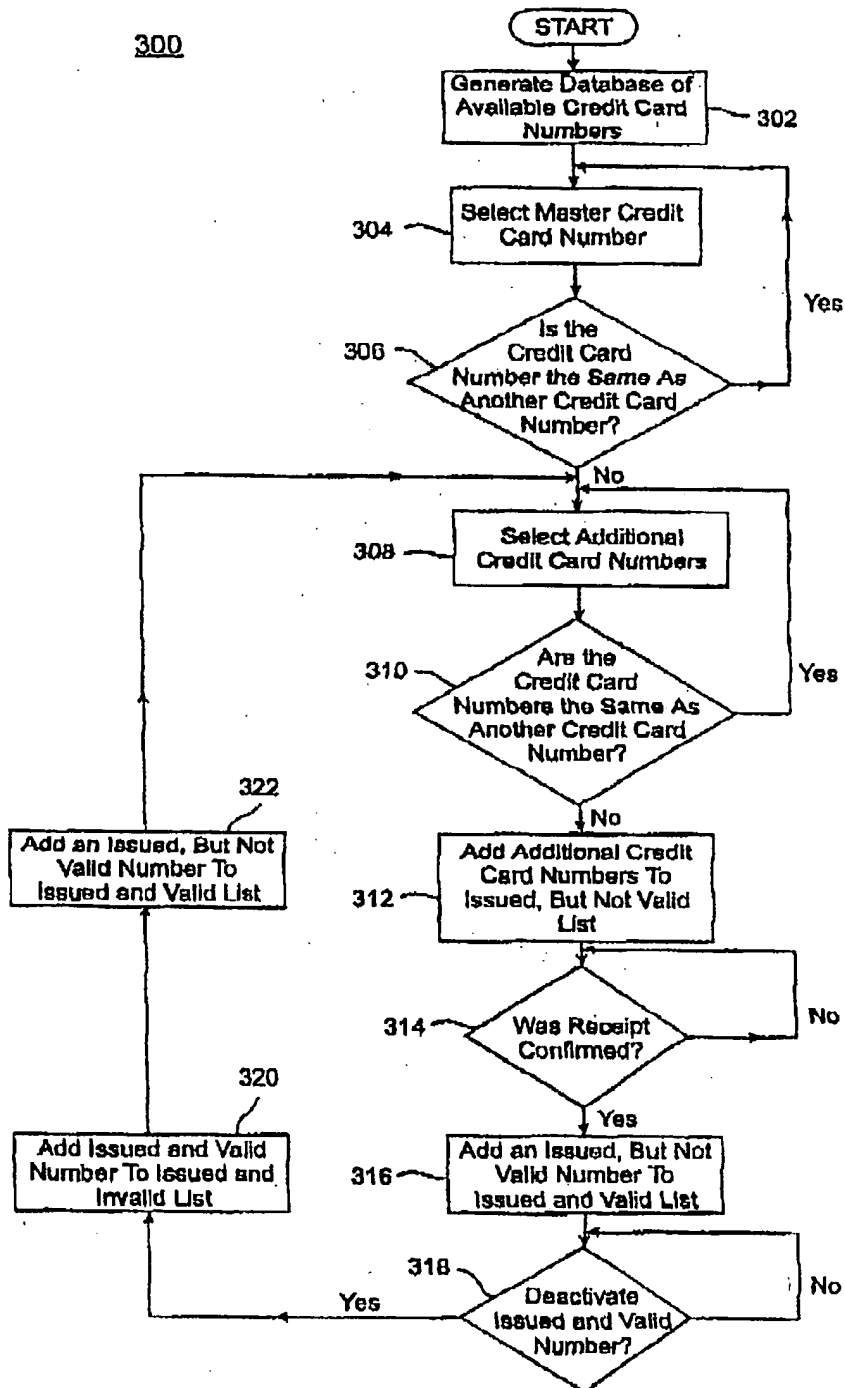 300
START
Generate Database of
Available Credit Card
Numbers
302
304
Select Master Credit
Card Number
Yes
306
Is the
Credit Card
Number the Same As
Another Credit Card
Number?
No
308
Select Additional
Credit Card Numbers
310
Are the
Credit Card
Numbers the Same As
Another Credit Card
Number?
Yes
No
322
Add an Issued, But Not
Valid Number To
Issued and Valid List
312
Add Additional Credit
Card Numbers To
Issued, But Not Valid
List
314
Was Receipt
Confirmed?
No
Yes
320
Add Issued and Valid
Number To Issued and
Invalid List
316
Add an Issued, But Not
Valid Number To
Issued and Valid List
318
Deactivate
Issued and Valid
Number?
Yes
No